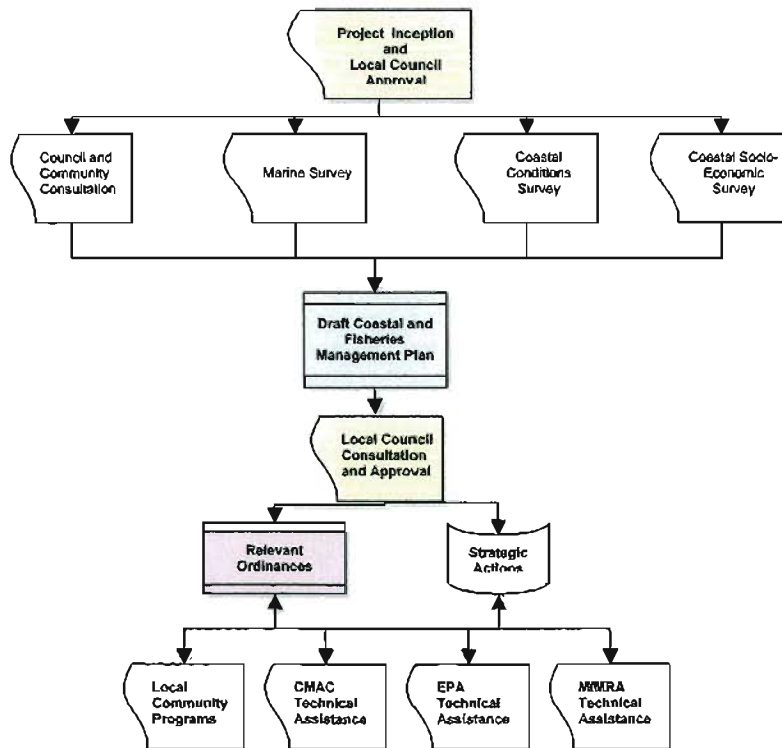 Project Inception
and
Local Council
Approval
Council and
Community
Consultation
Marine Survey
Coastal
Conditions
Survey
Coastal Socio-
Economic
Survey
Draft Coastal and
Fisheries
Management Plan
Local Council
Consultation
and Approval
Relevant
Ordinances
Strategic
Actions
Local
Community
Programs
CMAC
Technical
Assistance
EPA
Technical
Assistance
MIMRA
Technical
Assistance